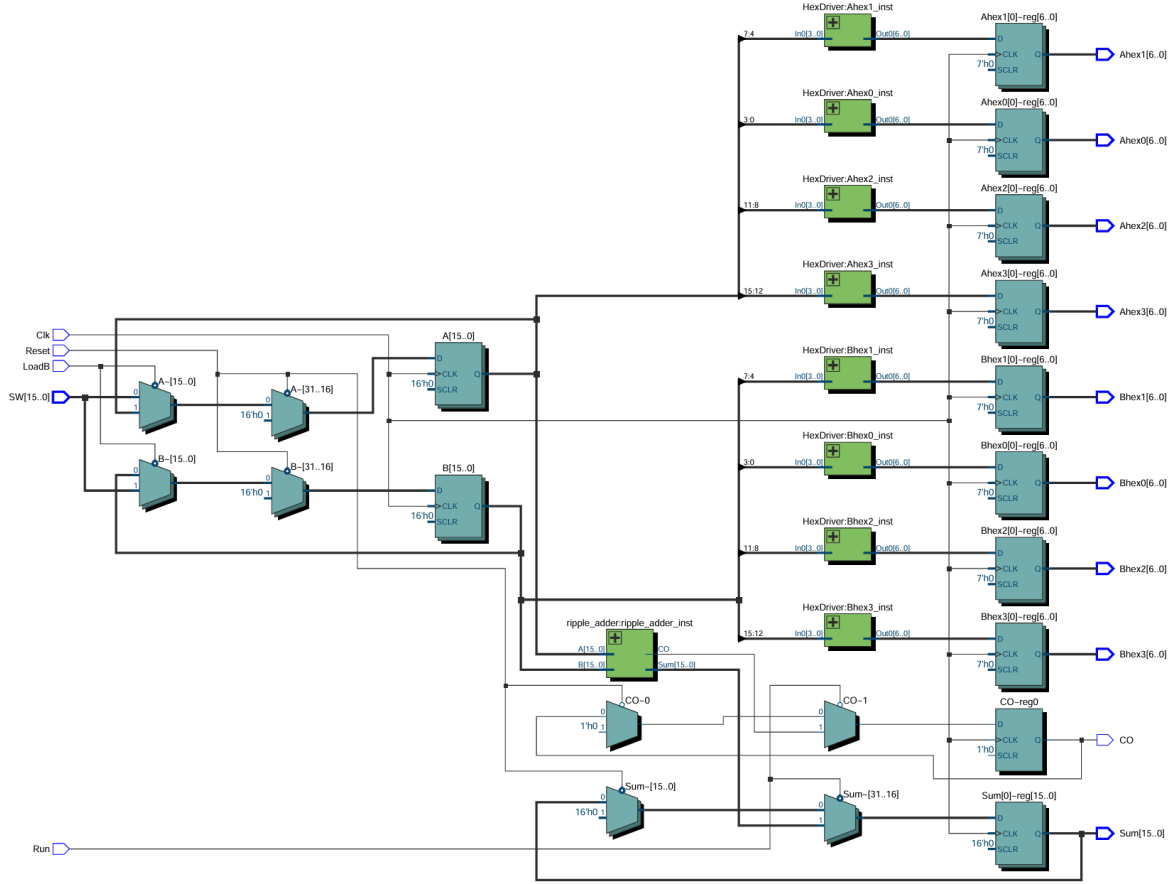 HexDriver:Ahex1_inst
7:4
In0[3..0]
Out0[6..0]
Ahex1[0]~reg[6..0]
D
CLK
Q
7'h0
SCLR
Ahex1[6..0]
HexDriver:Ahex0_inst
3:0
In0[3..0]
Out0[6..0]
Ahex0[0]~reg[6..0]
D
CLK
Q
7'h0
SCLR
Ahex0[6..0]
HexDriver:Ahex2_inst
11:8
In0[3..0]
Out0[6..0]
Ahex2[0]~reg[6..0]
D
CLK
Q
7'h0
SCLR
Ahex2[6..0]
HexDriver:Ahex3_inst
15:12
In0[3..0]
Out0[6..0]
Ahex3[0]~reg[6..0]
D
CLK
Q
7'h0
SCLR
Ahex3[6..0]
Clk
Reset
LoadB
SW[15..0]
A~[15..0]
0
1
A~[31..16]
0
16'h0
1
A[15..0]
D
CLK
Q
16'h0
SCLR
B~[15..0]
0
1
B~[31..16]
0
16'h0
1
B[15..0]
D
CLK
Q
16'h0
SCLR
HexDriver:Bhex1_inst
7:4
In0[3..0]
Out0[6..0]
Bhex1[0]~reg[6..0]
D
CLK
Q
7'h0
SCLR
Bhex1[6..0]
HexDriver:Bhex0_inst
3:0
In0[3..0]
Out0[6..0]
Bhex0[0]~reg[6..0]
D
CLK
Q
7'h0
SCLR
Bhex0[6..0]
HexDriver:Bhex2_inst
11:8
In0[3..0]
Out0[6..0]
Bhex2[0]~reg[6..0]
D
CLK
Q
7'h0
SCLR
Bhex2[6..0]
HexDriver:Bhex3_inst
15:12
In0[3..0]
Out0[6..0]
Bhex3[0]~reg[6..0]
D
CLK
Q
7'h0
SCLR
Bhex3[6..0]
ripple_adder:ripple_adder_inst
A[15..0]
CO
B[15..0]
Sum[15..0]
CO~0
0
1'h0
1
CO~1
0
1
CO~reg0
D
CLK
Q
1'h0
SCLR
CO
Sum~[15..0]
0
16'h0
1
Sum~[31..16]
0
1
Sum[0]~reg[15..0]
D
CLK
Q
16'h0
SCLR
Sum[15..0]
Run